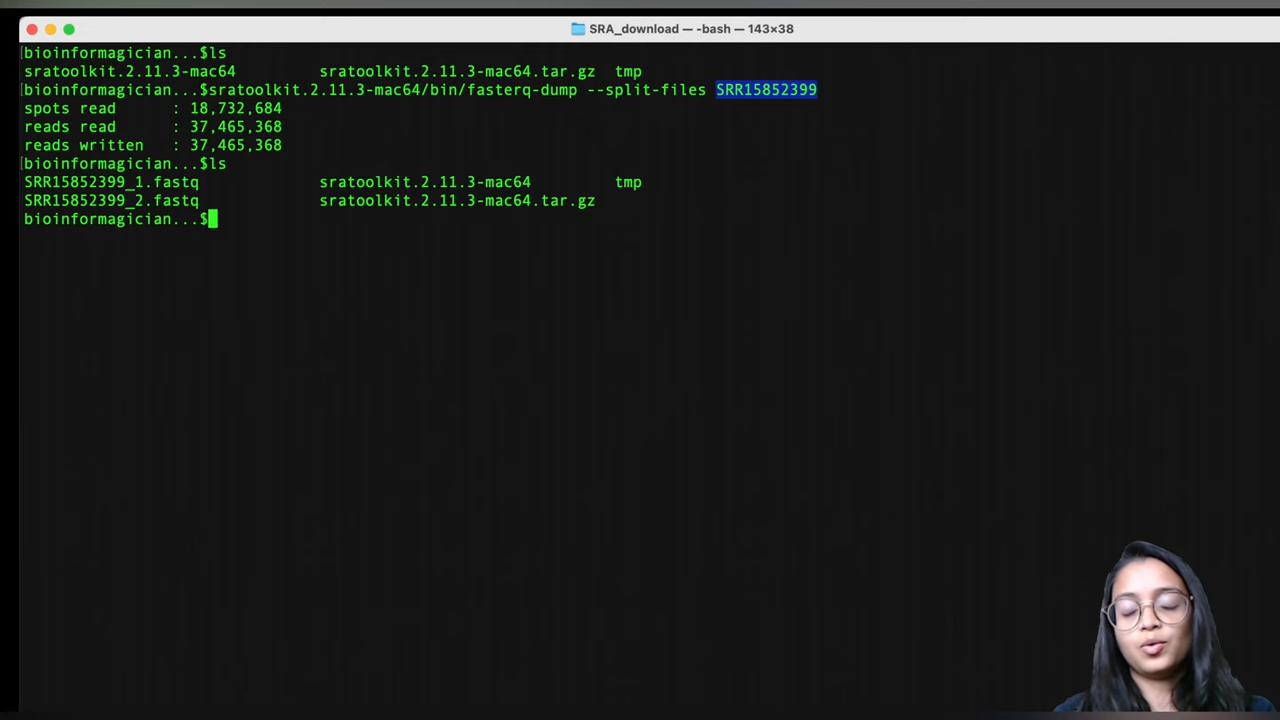 SRA_download — -bash — 143×38
bioinformagician...$ls
sratoolkit.2.11.3-mac64 sratoolkit.2.11.3-mac64.tar.gz tmp
bioinformagician...$sratoolkit.2.11.3-mac64/bin/fasterq-dump --split-files SRR15852399
spots read : 18,732,684
reads read : 37,465,368
reads written : 37,465,368
bioinformagician...$ls
SRR15852399_1.fastq sratoolkit.2.11.3-mac64 tmp
SRR15852399_2.fastq sratoolkit.2.11.3-mac64.tar.gz
bioinformagician...$